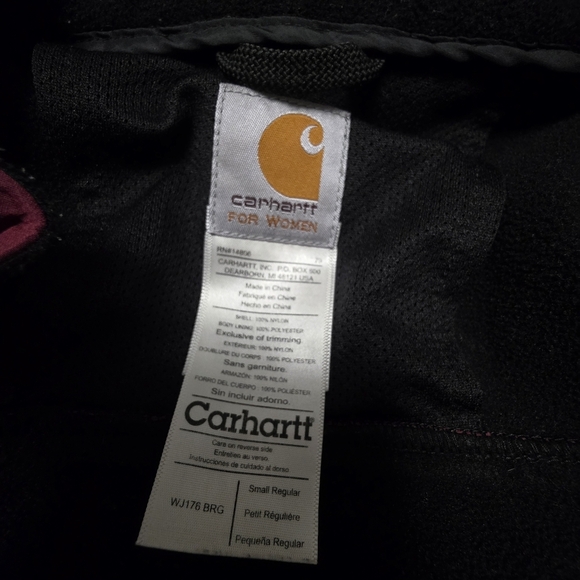 carhartt
FOR WOMEN
RN#14806
CARHARTT, INC., P.O. BOX 600
DEARBORN, MI 48121 USA
Made in China
Fabriqué en Chine
Hecho en China
SHELL: 100% NYLON
BODY LINING: 100% POLYESTER
Exclusive of trimming.
EXTÉRIEUR: 100% NYLON
DOUBLURE DU CORPS : 100% POLYESTER
Sans garniture.
ARMAZÓN: 100% NILÓN
FORRO DEL CUERPO : 100% POLIÉSTER
Sin incluir adorno.
Carhartt
Care on reverse side
Entretien au verso.
Instrucciones de cuidado al dorso
WJ176 BRG
Small Regular
Petit Régulière
Pequeña Regular